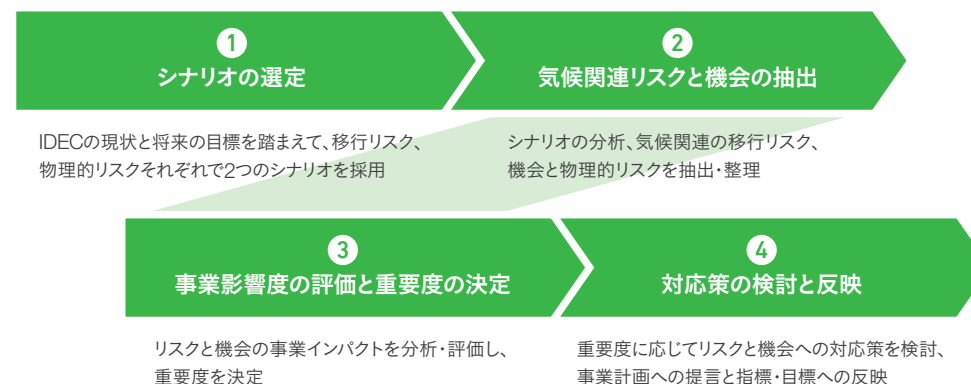 1
シナリオの選定
IDECの現状と将来の目標を踏まえて、移行リスク、
物理的リスクそれぞれで2つのシナリオを採用
2
気候関連リスクと機会の抽出
シナリオの分析、気候関連の移行リスク、
機会と物理的リスクを抽出・整理
3
事業影響度の評価と重要度の決定
リスクと機会の事業インパクトを分析・評価し、
重要度を決定
4
対応策の検討と反映
重要度に応じてリスクと機会への対応策を検討、
事業計画への提言と指標・目標への反映